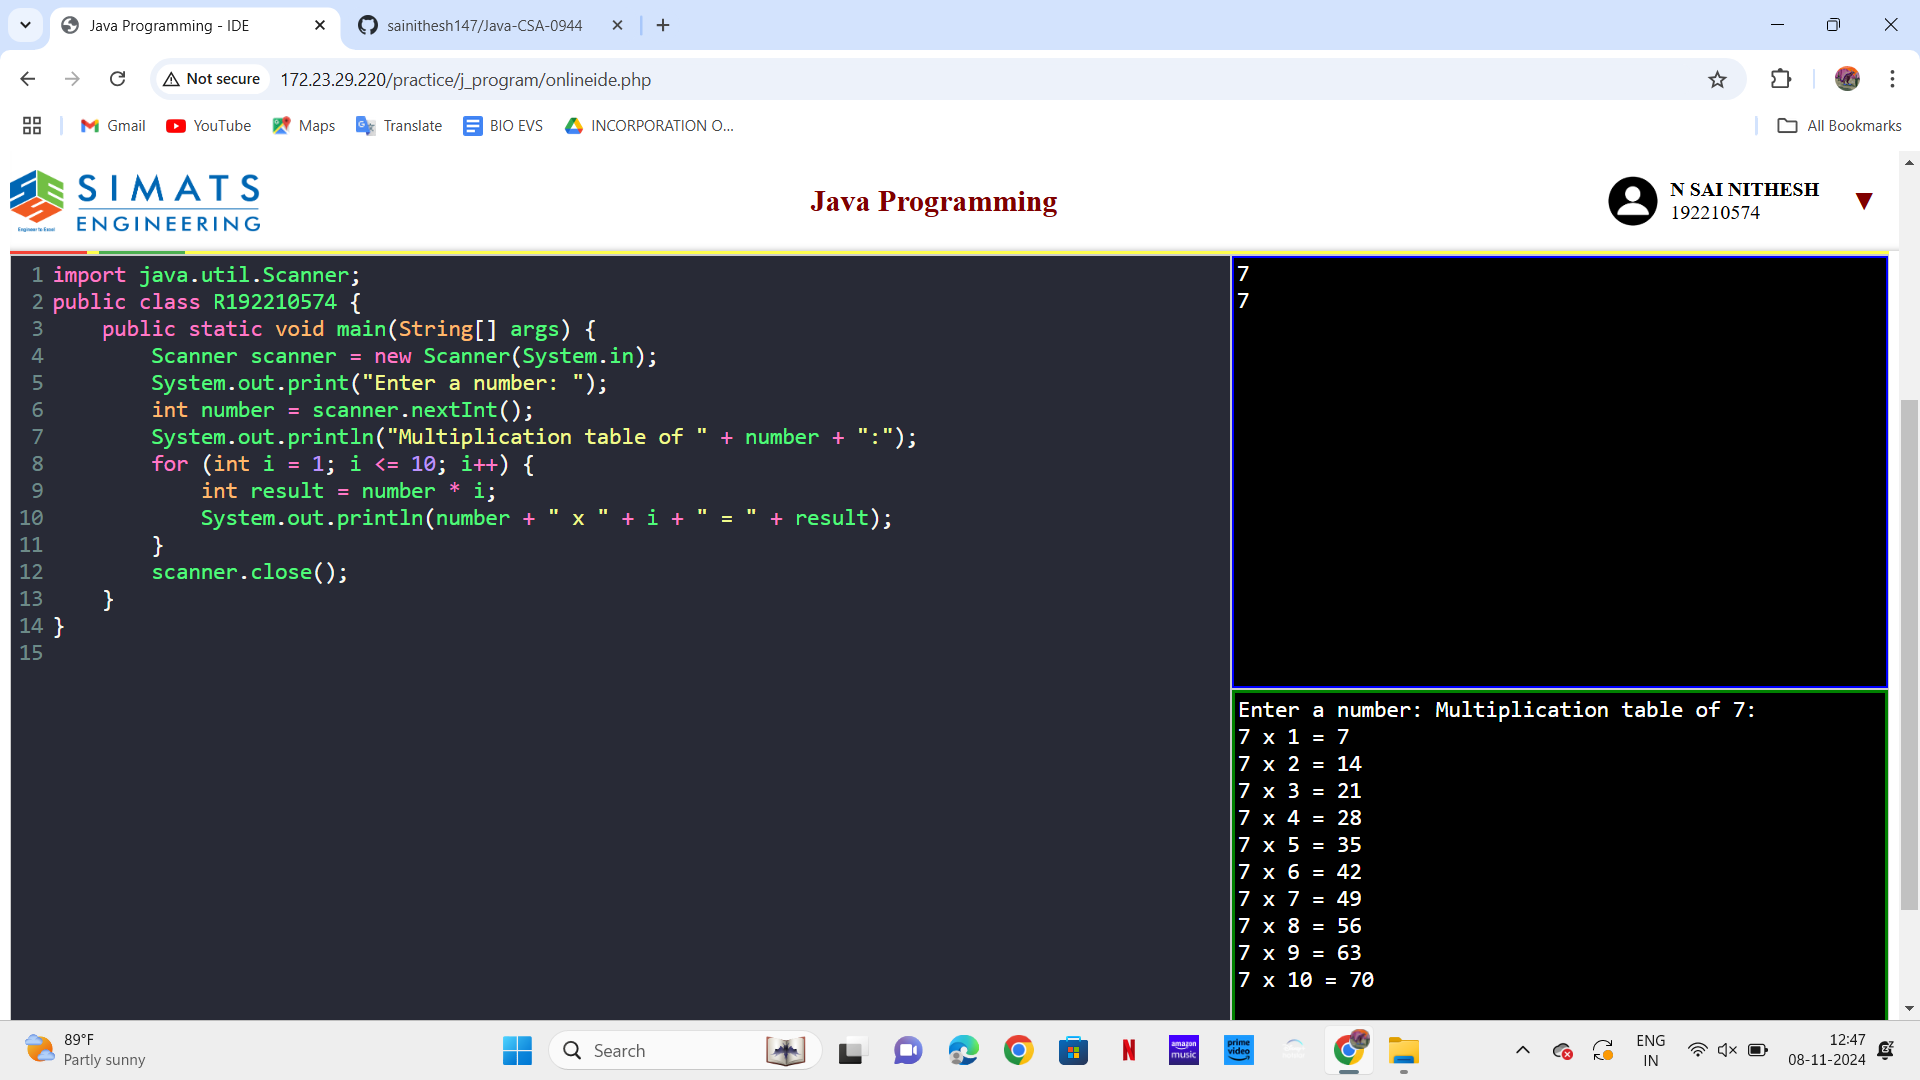 Java Programming - IDE
sainithesh147/Java-CSA-0944
Not secure
172.23.29.220/practice/j_program/onlineide.php
Gmail
YouTube
Maps
Translate
BIO EVS
INCORPORATION O...
All Bookmarks
SIMATS
ENGINEERING
Engineer to Excel
Java Programming
N SAI NITHESH
192210574
1 import java.util.Scanner;
2 public class R192210574 {
3     public static void main(String[] args) {
4         Scanner scanner = new Scanner(System.in);
5         System.out.print("Enter a number: ");
6         int number = scanner.nextInt();
7         System.out.println("Multiplication table of " + number + ":");
8         for (int i = 1; i <= 10; i++) {
9             int result = number * i;
10             System.out.println(number + " x " + i + " = " + result);
11         }
12         scanner.close();
13     }
14 }
15
7
7
Enter a number: Multiplication table of 7:
7 x 1 = 7
7 x 2 = 14
7 x 3 = 21
7 x 4 = 28
7 x 5 = 35
7 x 6 = 42
7 x 7 = 49
7 x 8 = 56
7 x 9 = 63
7 x 10 = 70
89°F
Partly sunny
Search
amazon
music
prime
video
ENG
IN
12:47
08-11-2024